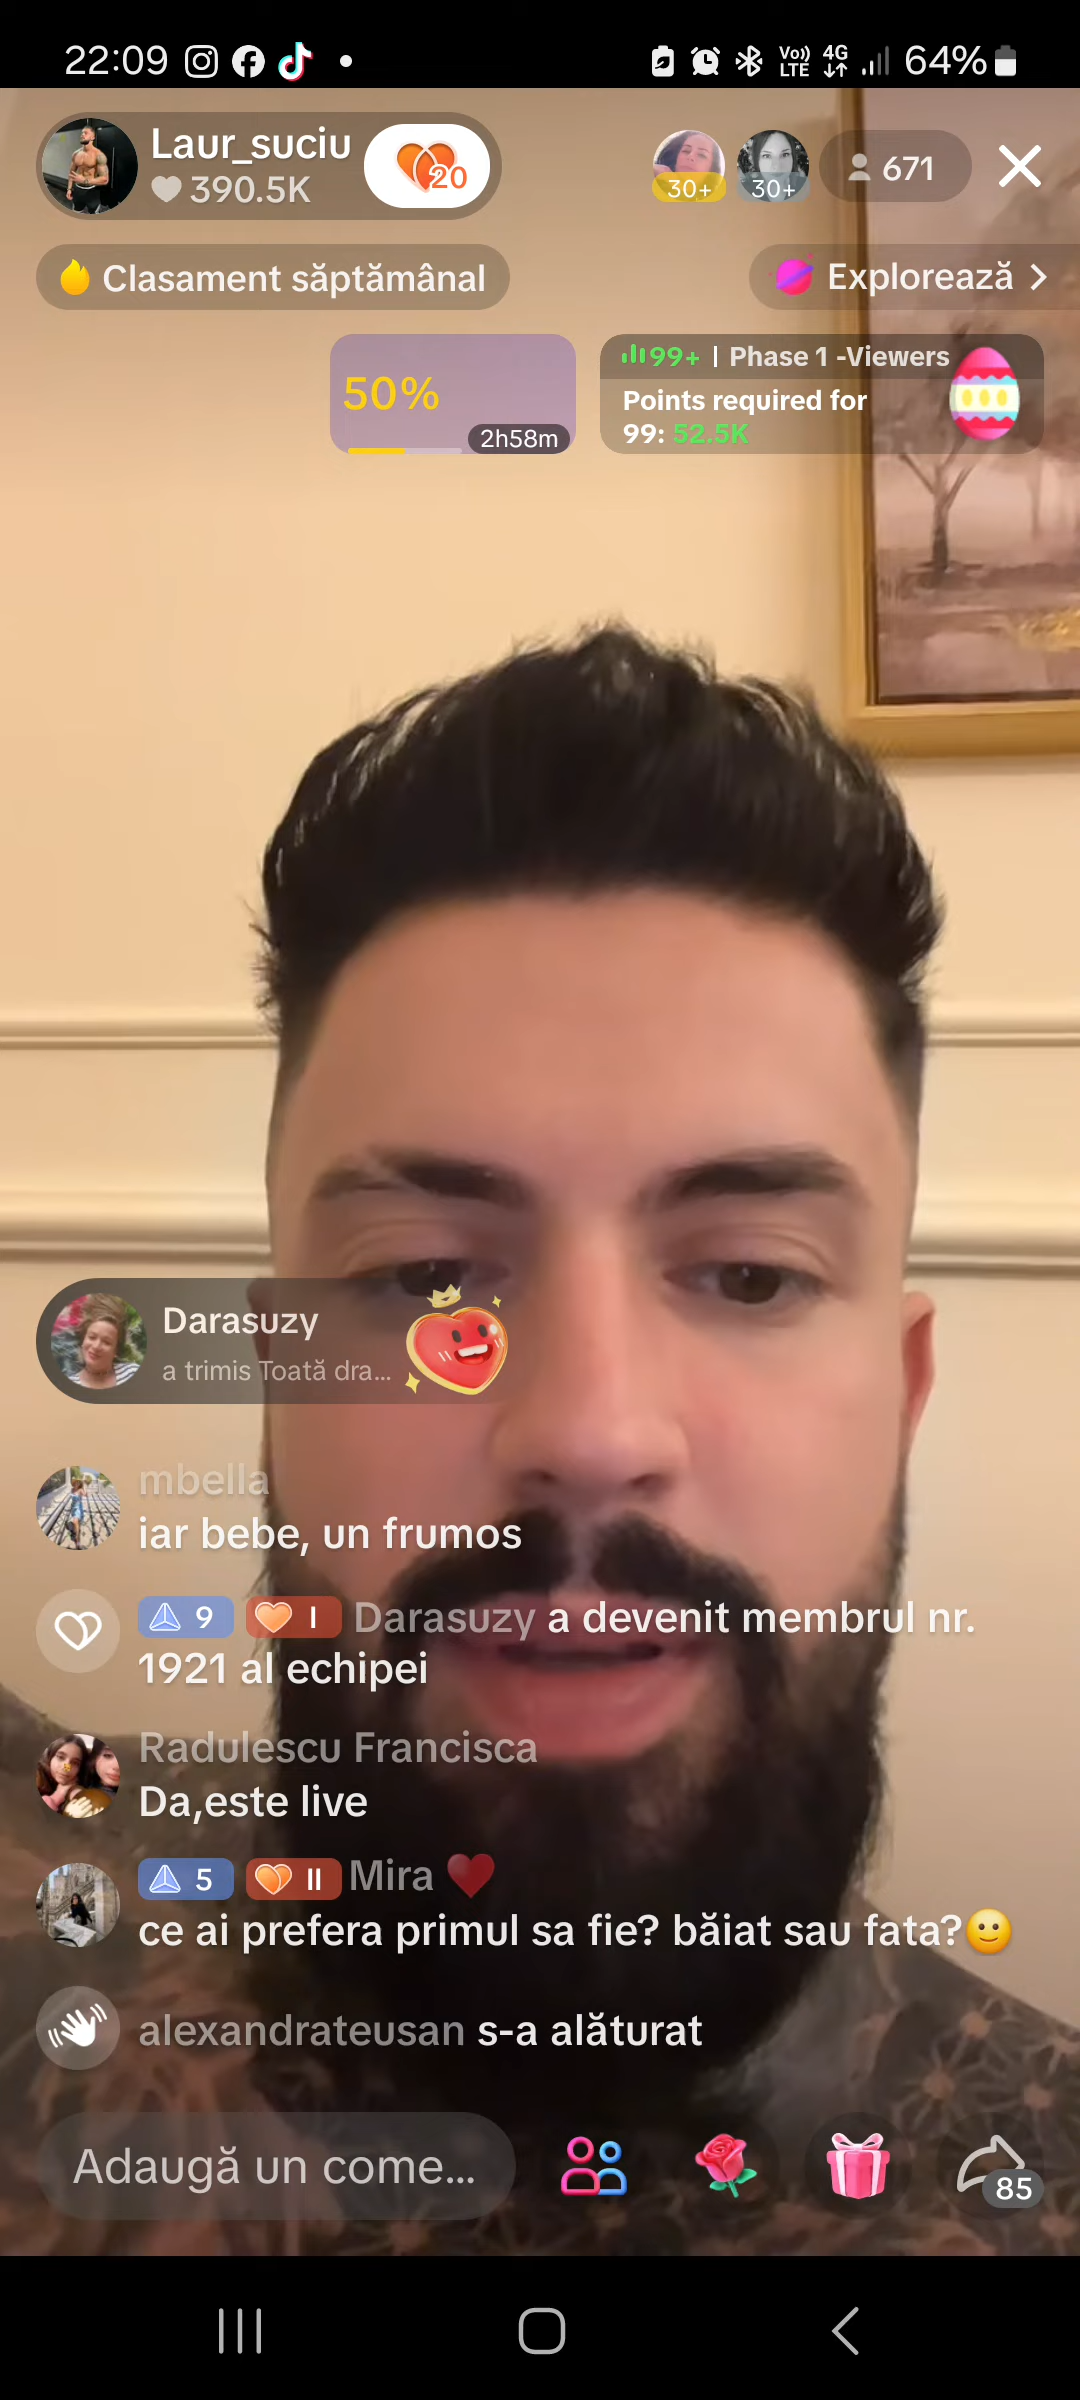 22:09
Vo)) LTE 4G 64%
Laur_suciu
390.5K
20
30+
30+
671
Clasament săptămânal
Explorează
50%
2h58m
99+ | Phase 1 -Viewers
Points required for
99: 52.5K
Darasuzy
a trimis Toată dra...
mbella
iar bebe, un frumos
9 I Darasuzy a devenit membrul nr.
1921 al echipei
Radulescu Francisca
Da,este live
5 II Mira
ce ai prefera primul sa fie? băiat sau fata?🙂
alexandrateusan s-a alăturat
Adaugă un come...
85